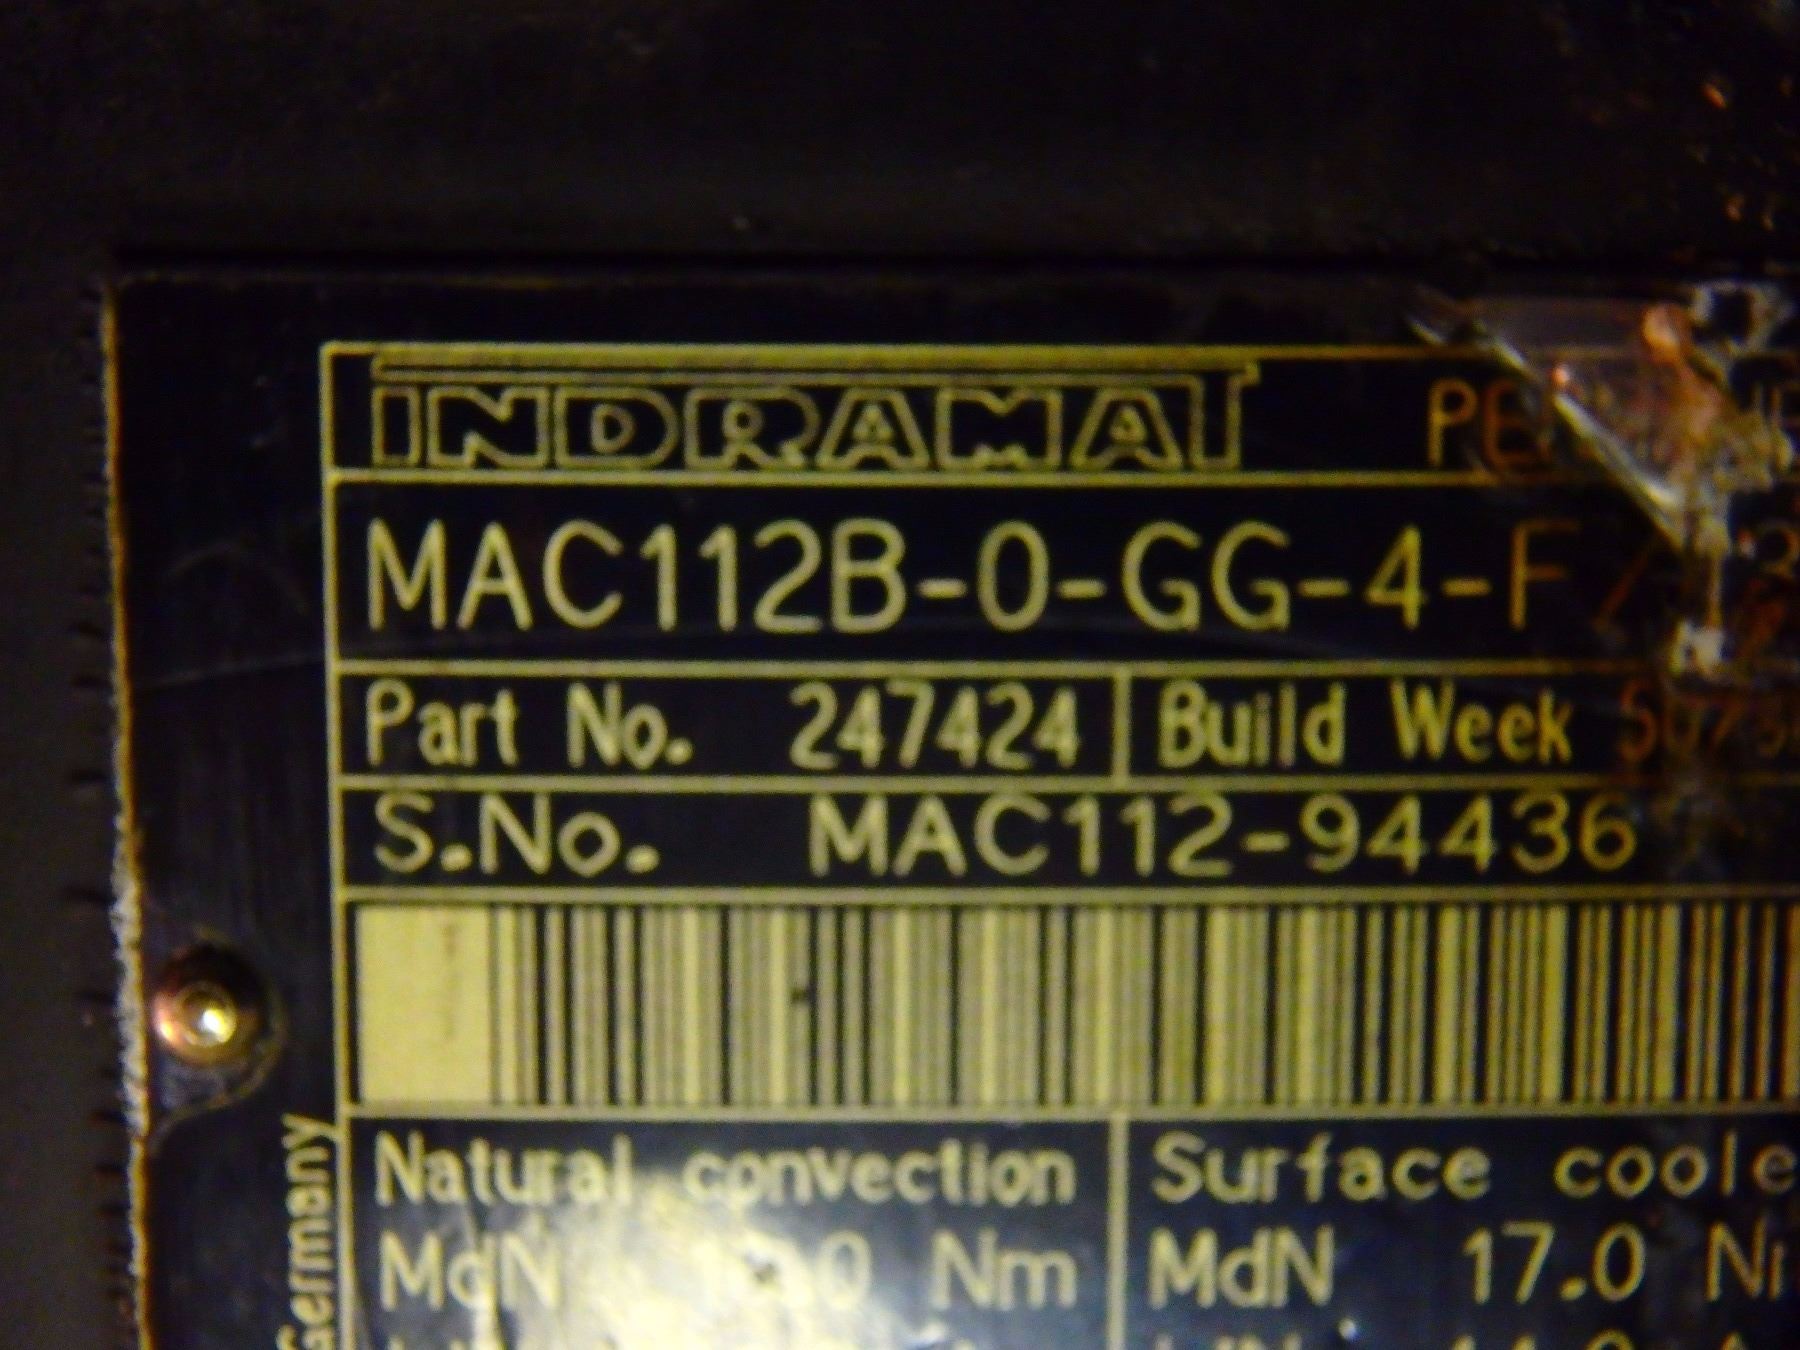 INDRAMAT
MAC112B-0-GG-4-F
Part No. 247424 Build Week
S.No. MAC112-94436
Natural convection Surface coole
MdN Nm MdN 17.0 N
Germany